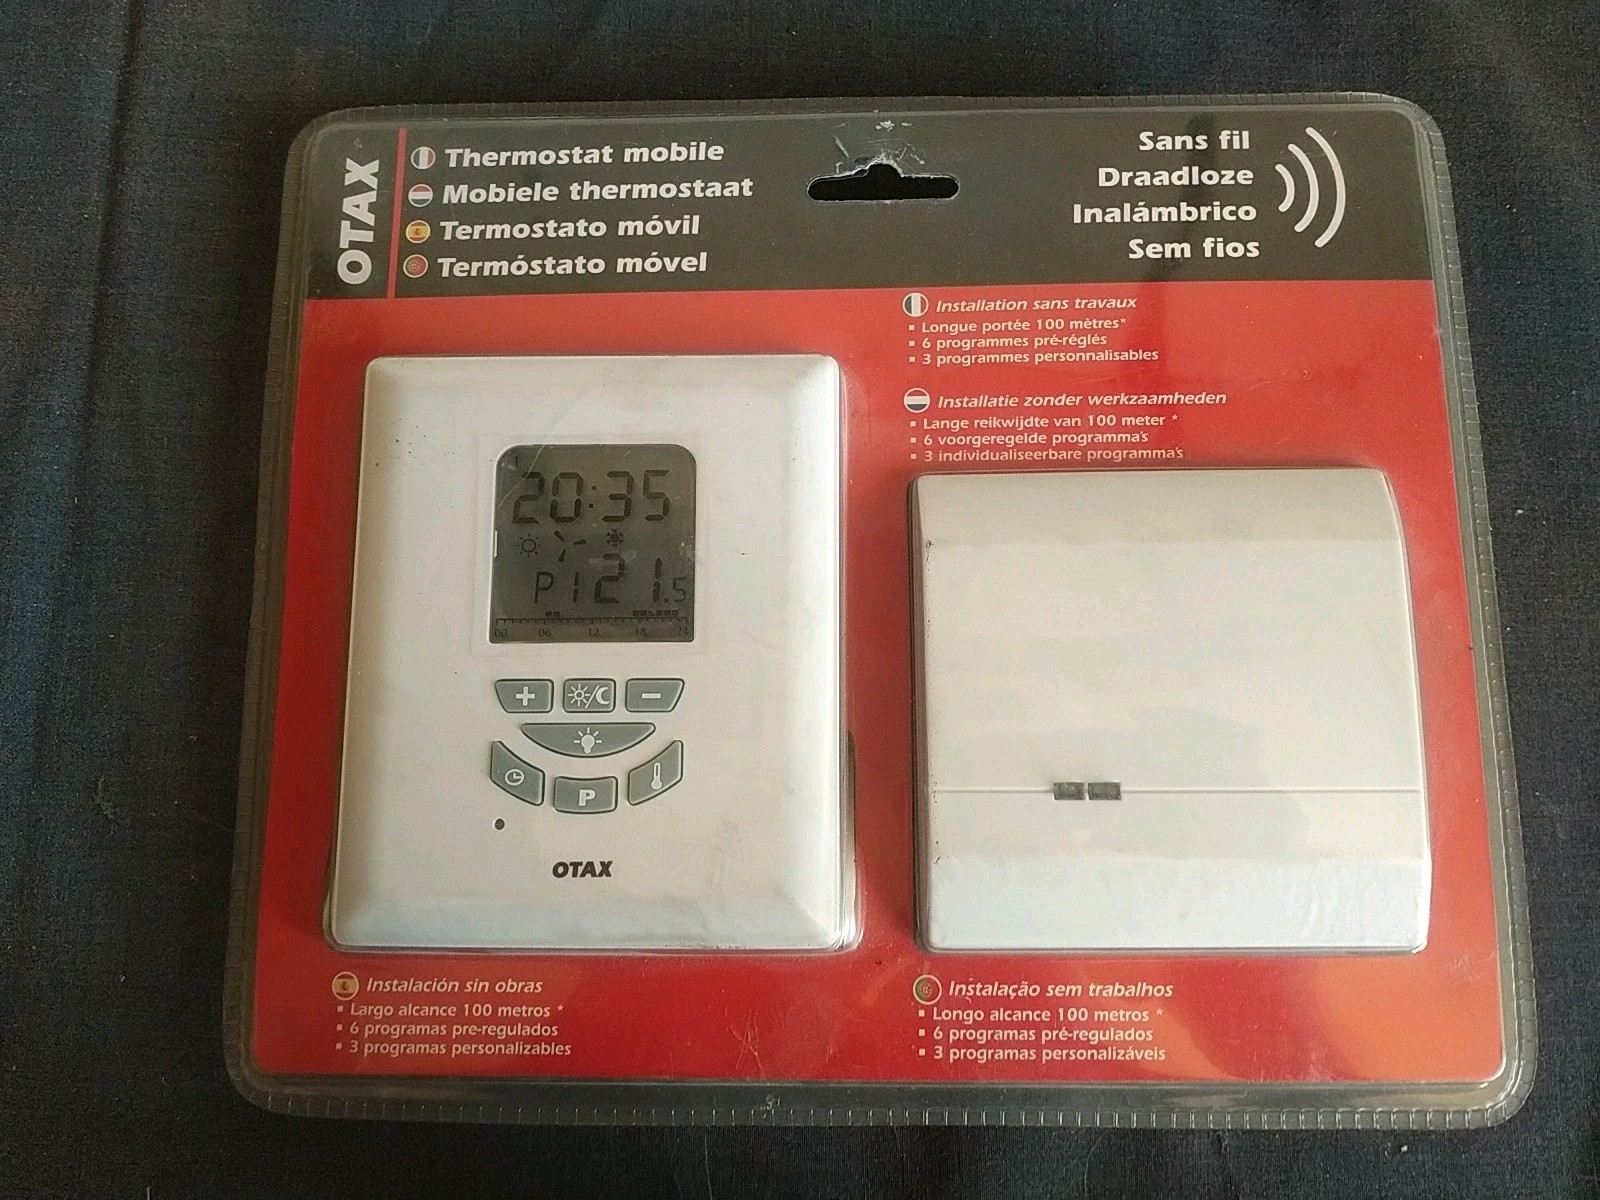 OTAX
Thermostat mobile
Mobiele thermostaat
Termostato móvil
Termóstato móvel
Sans fil
Draadloze
Inalámbrico
Sem fios
Installation sans travaux
▪ Longue portée 100 mètres*
▪ 6 programmes pré-réglés
▪ 3 programmes personnalisables
Installatie zonder werkzaamheden
▪ Lange reikwijdte van 100 meter *
▪ 6 voorgeregelde programma's
▪ 3 individualiseerbare programma's
1
20:35
P1 21.5
00 06 12 18 24
+
-
P
OTAX
Instalación sin obras
▪ Largo alcance 100 metros *
▪ 6 programas pre-regulados
▪ 3 programas personalizables
Instalação sem trabalhos
▪ Longo alcance 100 metros *
▪ 6 programas pré-regulados
▪ 3 programas personalizáveis